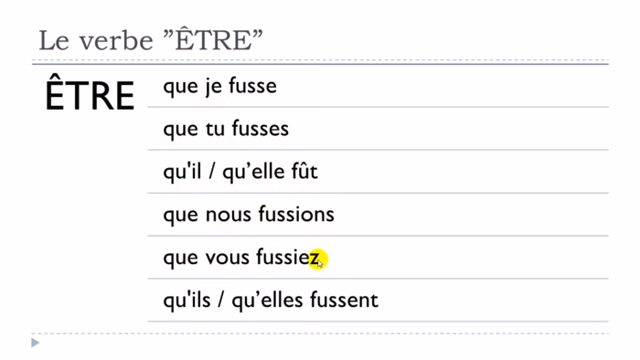 Le verbe ”ÊTRE”
ÊTRE
que je fusse
que tu fusses
qu'il / qu’elle fût
que nous fussions
que vous fussiez
qu'ils / qu’elles fussent